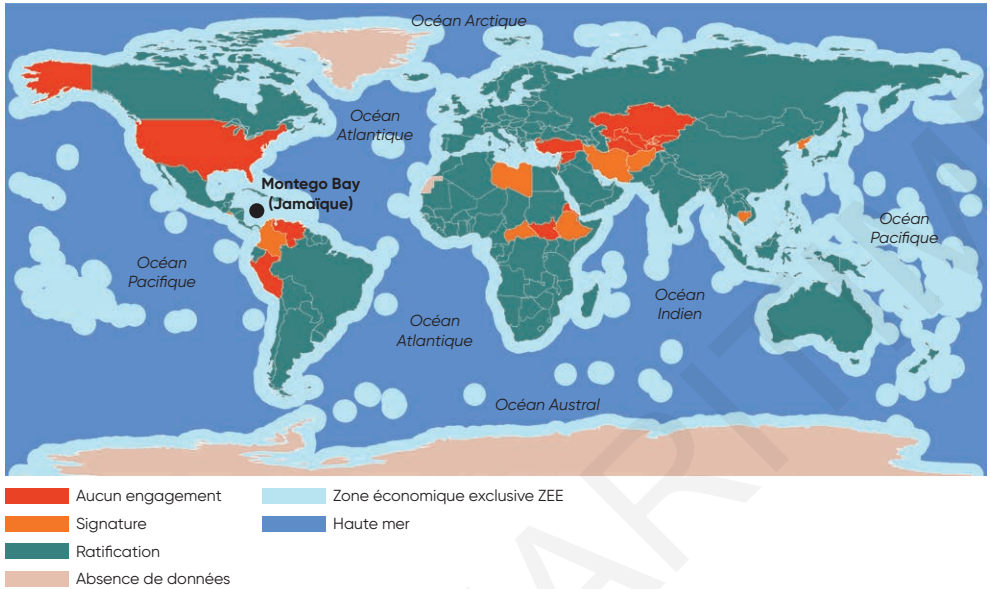 Océan Arctique
Océan
Atlantique
Montego Bay
(Jamaïque)
Océan
Pacifique
Océan
Pacifique
Océan
Indien
Océan
Atlantique
Océan Austral
Aucun engagement
Signature
Ratification
Absence de données
Zone économique exclusive ZEE
Haute mer